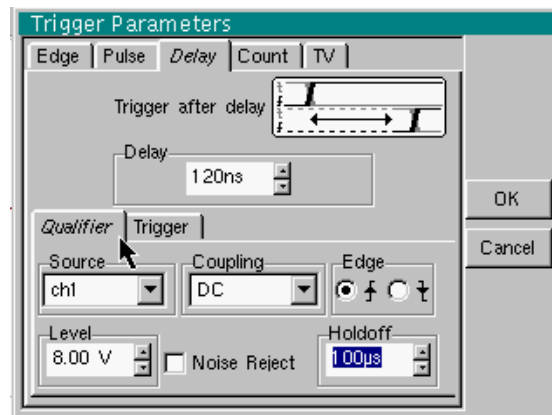 Trigger Parameters
Edge Pulse Delay Count TV
Trigger after delay
Delay
120ns
OK
Qualifier Trigger
Cancel
Source Coupling Edge
ch1 DC
Level Holdoff
8.00 V Noise Reject 100µs